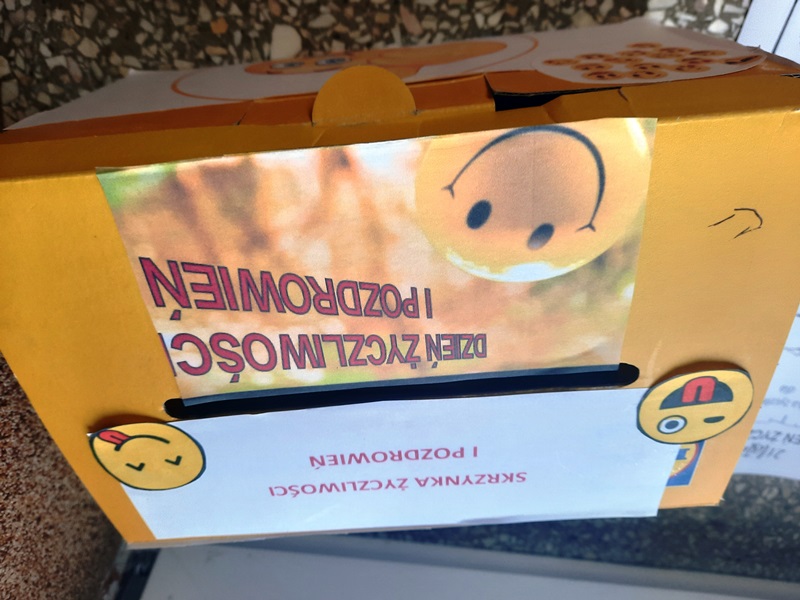 SKRZYNKA ŻYCZLIWOŚCI
I POZDROWIEŃ
DZIEŃ ŻYCZLIWOŚCI
I POZDROWIEŃ